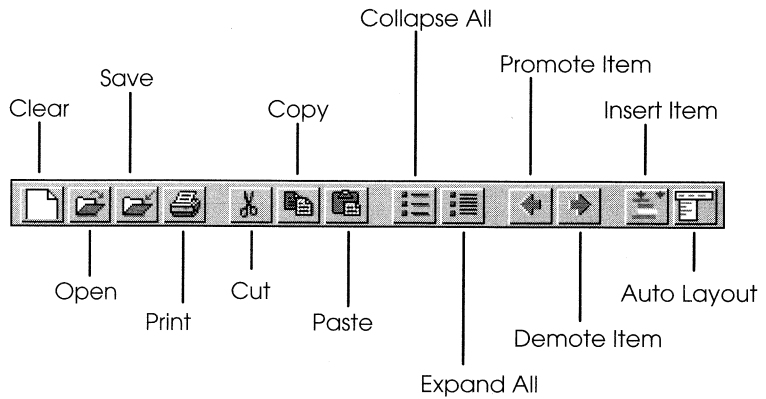 Collapse All
Promote Item
Save
Clear
Copy
Insert Item
Open
Cut
Auto Layout
Print
Paste
Demote Item
Expand All